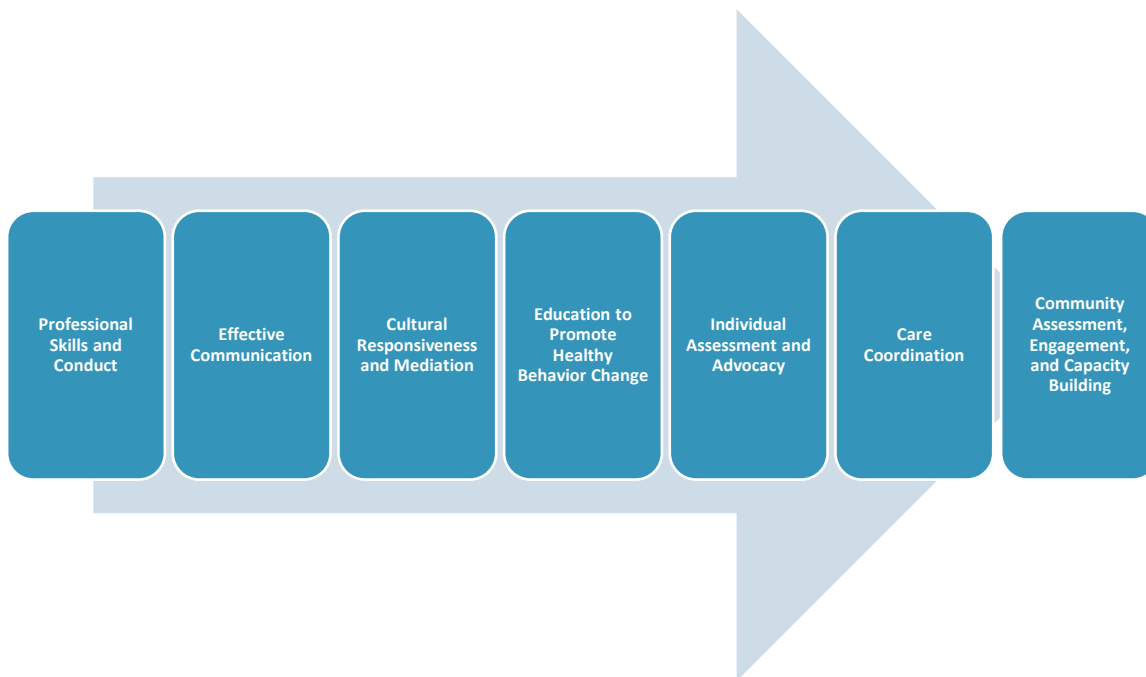 Professional
Skills and
Conduct
Effective
Communication
Cultural
Responsiveness
and Mediation
Education to
Promote
Healthy
Behavior Change
Individual
Assessment and
Advocacy
Care
Coordination
Community
Assessment,
Engagement,
and Capacity
Building